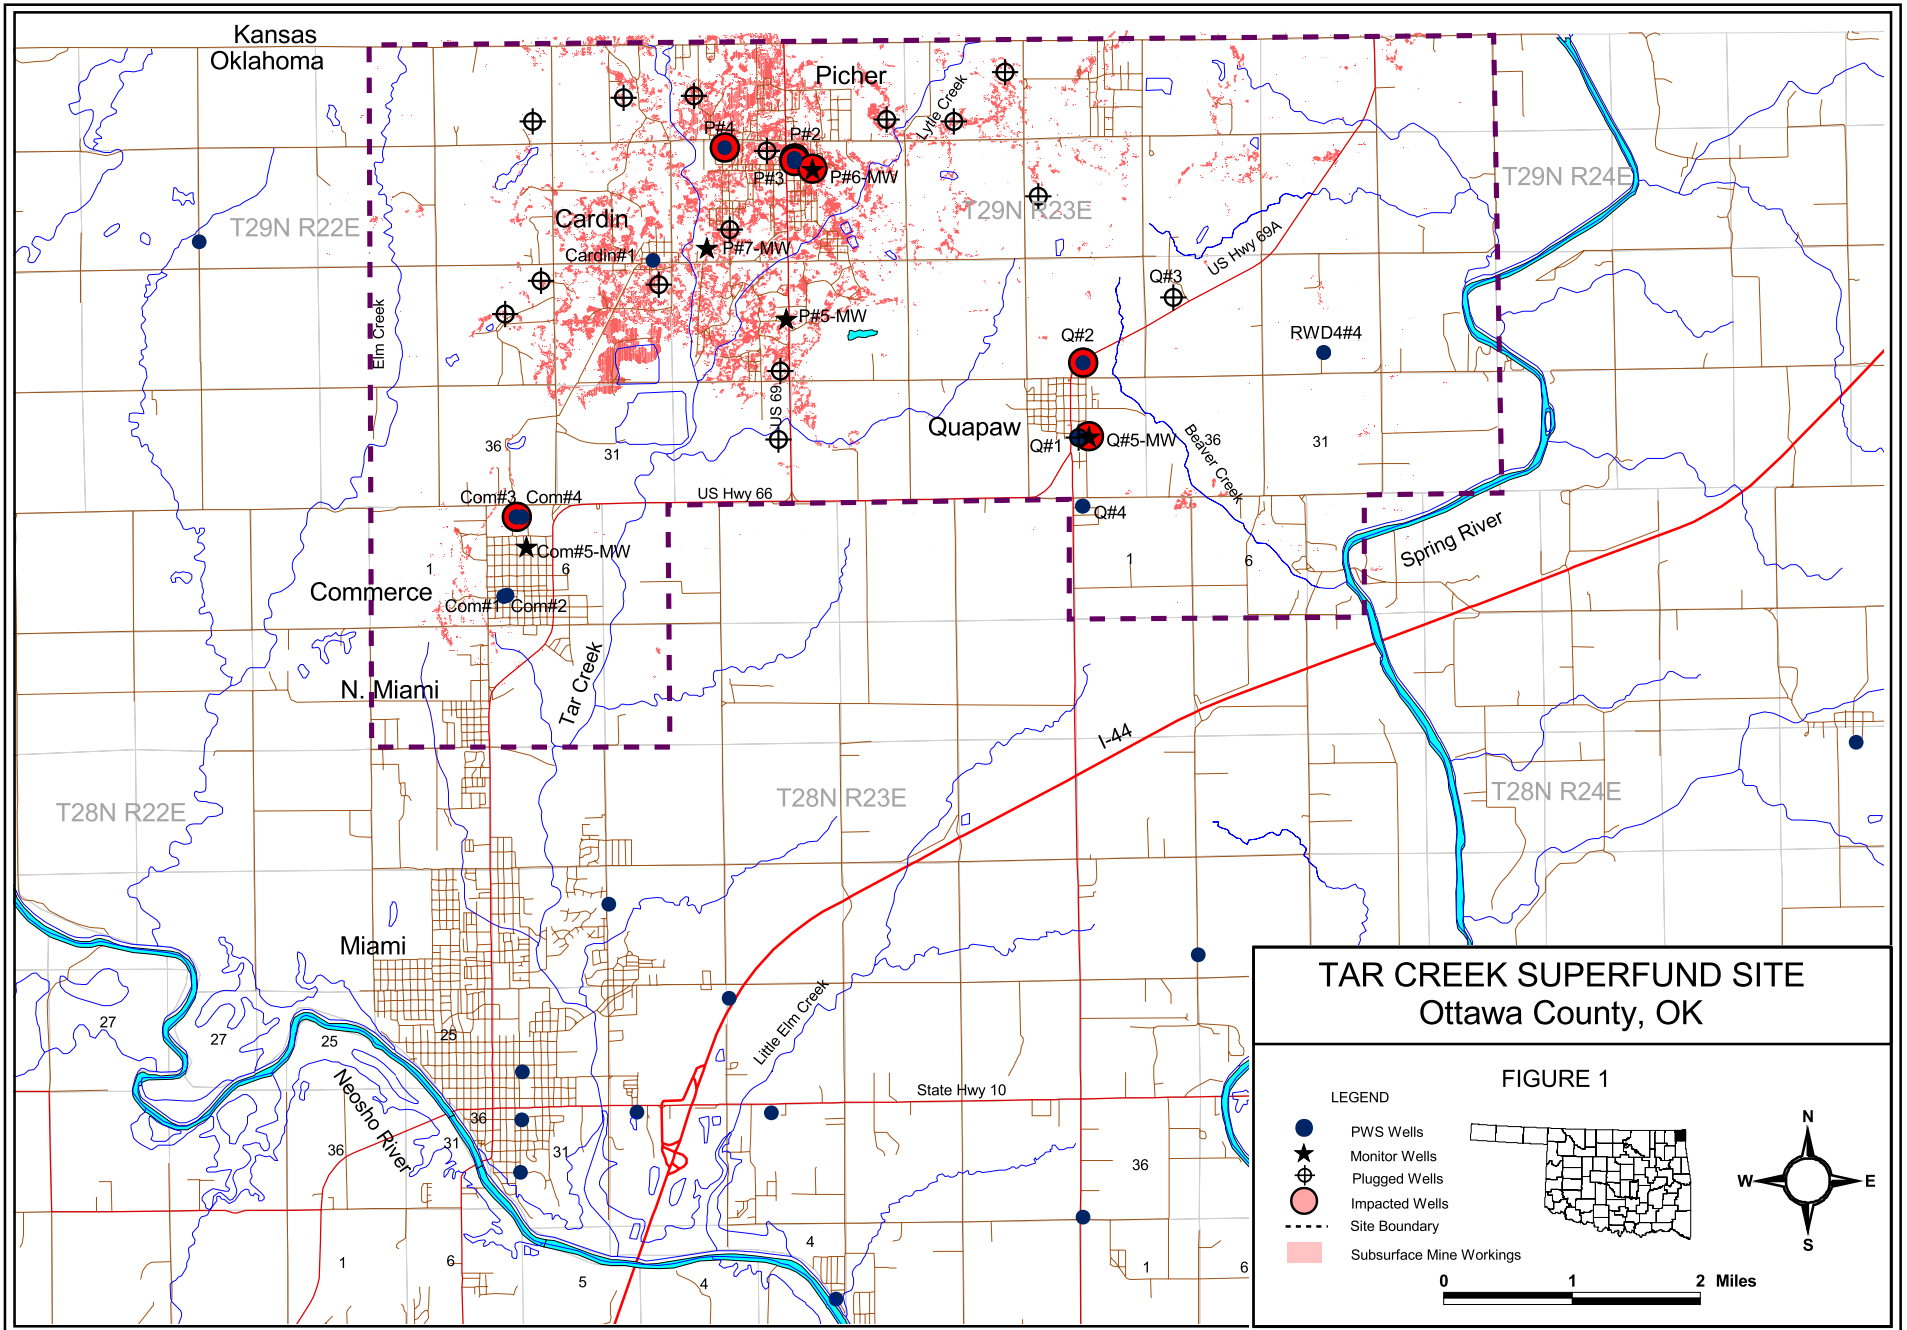 Kansas
Oklahoma
Picher
Lytle Creek
P#4
P#2
P#3
P#6-MW
T29N R22E
T29N R23E
T29N R24E
Cardin
Cardin#1
P#7-MW
US Hwy 69A
Q#3
Elm Creek
P#5-MW
Q#2
RWD4#4
US 69
Quapaw
Q#1
Q#5-MW
Beaver Creek
36
31
36
31
Com#3
Com#4
US Hwy 66
Q#4
Spring River
Com#5-MW
1
6
1
6
Commerce
Com#1
Com#2
N. Miami
Tar Creek
I-44
T28N R22E
T28N R23E
T28N R24E
Miami
Little Elm Creek
27
27
25
25
Neosho River
State Hwy 10
36
31
36
31
36
1
6
5
4
4
1
6
TAR CREEK SUPERFUND SITE
Ottawa County, OK
FIGURE 1
LEGEND
PWS Wells
Monitor Wells
Plugged Wells
Impacted Wells
Site Boundary
Subsurface Mine Workings
N
W
E
S
0 1 2 Miles